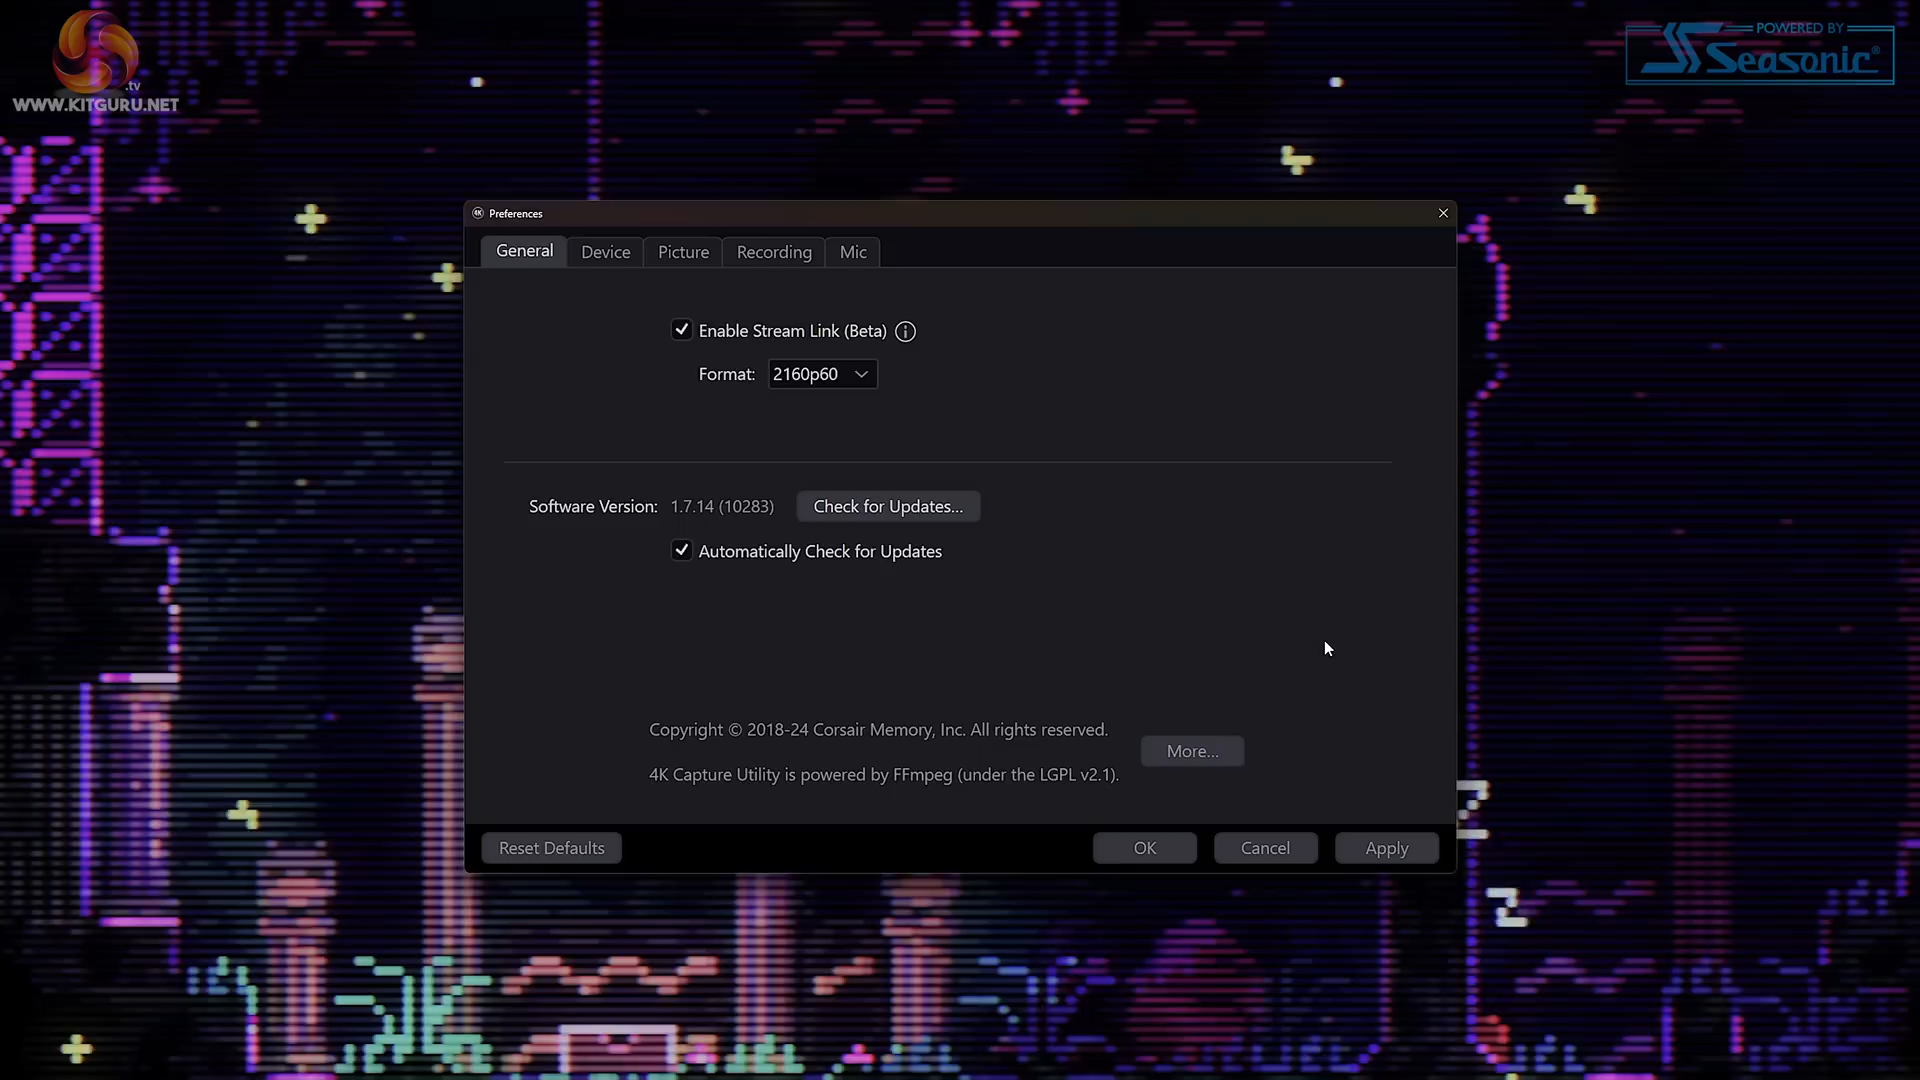 .tv
WWW.KITGURU.NET
POWERED BY
Seasonic®
4K Preferences
General Device Picture Recording Mic
Enable Stream Link (Beta)
Format: 2160p60
Software Version: 1.7.14 (10283) Check for Updates...
Automatically Check for Updates
Copyright © 2018-24 Corsair Memory, Inc. All rights reserved.
More...
4K Capture Utility is powered by FFmpeg (under the LGPL v2.1).
Reset Defaults OK Cancel Apply